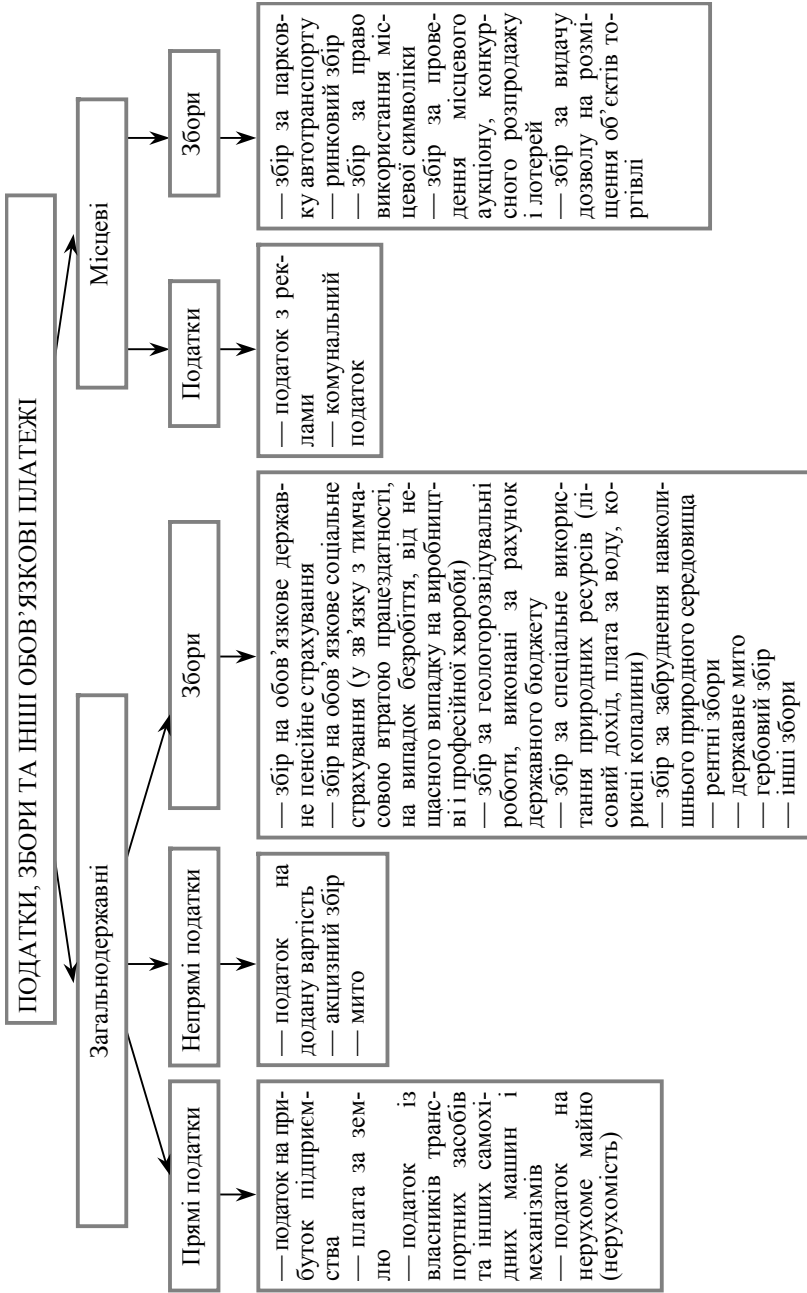 ПОДАТКИ, ЗБОРИ ТА ІНШІ ОБОВ'ЯЗКОВІ ПЛАТЕЖІ
Загальнодержавні
Місцеві
Прямі податки
Непрямі податки
Збори
Податки
Збори
— податок на при-
буток підприєм-
ства
— плата за зем-
лю
— податок із
власників транс-
портних засобів
та інших самохі-
дних машин і
механізмів
— податок на
нерухоме майно
(нерухомість)
— податок на
додану вартість
— акцизний збір
— мито
— збір на обов'язкове держав-
не пенсійне страхування
— збір на обов'язкове соціальне
страхування (у зв'язку з тимча-
совою втратою працездатності,
на випадок безробіття, від не-
щасного випадку на виробницт-
ві і професійної хвороби)
— збір за геологорозвідувальні
роботи, виконані за рахунок
державного бюджету
— збір за спеціальне викорис-
тання природних ресурсів (лі-
совий дохід, плата за воду, ко-
рисні копалини)
— збір за забруднення навколи-
шнього природного середовища
— рентні збори
— державне мито
— гербовий збір
— інші збори
— податок з рек-
лами
— комунальний
податок
— збір за парков-
ку автотранспорту
— ринковий збір
— збір за право
використання міс-
цевої символіки
— збір за прове-
дення місцевого
аукціону, конкур-
сного розпродажу
і лотерей
— збір за видачу
дозволу на розмі-
щення об'єктів то-
ргівлі